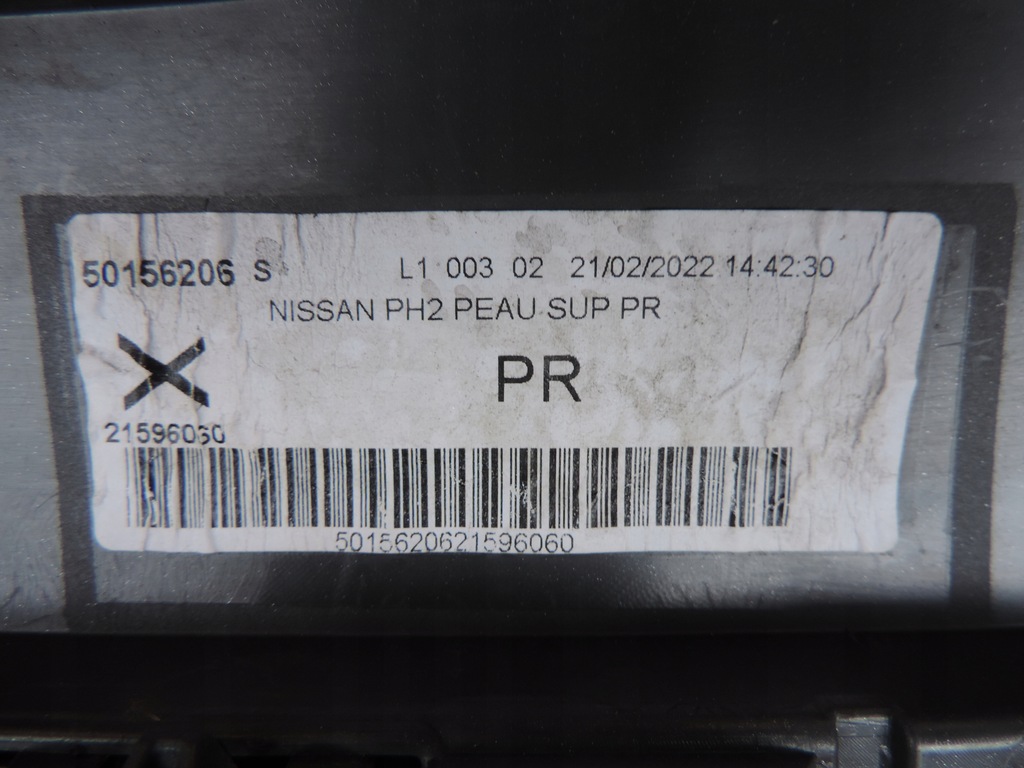 50156206 S L1 003 02 21/02/2022 14:42:30
NISSAN PH2 PEAU SUP PR
X
PR
21596060
5015620621596060